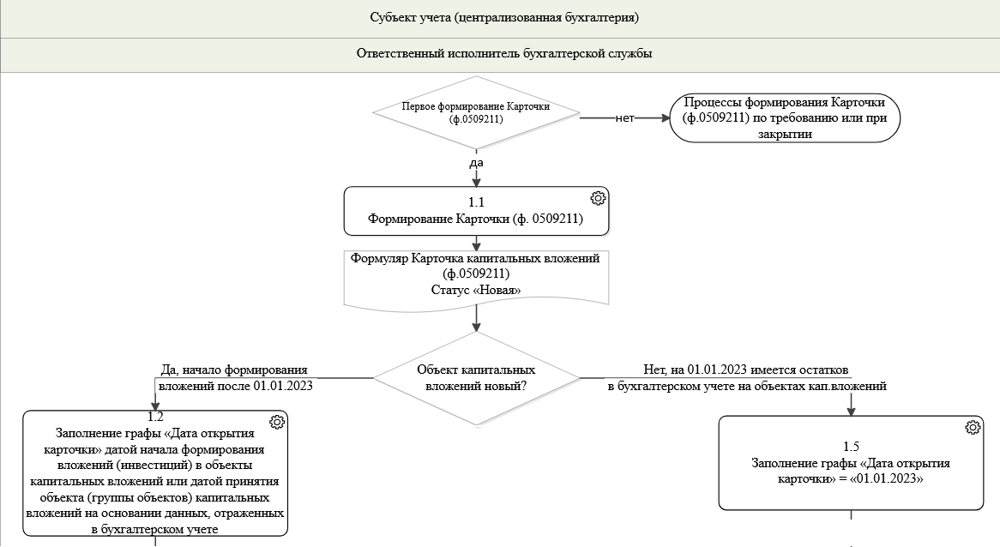 Субъект учета (централизованная бухгалтерия)
Ответственный исполнитель бухгалтерской службы
Первое формирование Карточки
(ф.0509211)
нет
Процессы формирования Карточки
(ф.0509211) по требованию или при
закрытии
да
1.1
Формирование Карточки (ф. 0509211)
Формуляр Карточка капитальных вложений
(ф.0509211)
Статус «Новая»
Объект капитальных
вложений новый?
Да, начало формирования
вложений после 01.01.2023
Нет, на 01.01.2023 имеется остатков
в бухгалтерском учете на объектах кап.вложений
1.2
Заполнение графы «Дата открытия
карточки» датой начала формирования
вложений (инвестиций) в объекты
капитальных вложений или датой принятия
объекта (группы объектов) капитальных
вложений на основании данных, отраженных
в бухгалтерском учете
1.5
Заполнение графы «Дата открытия
карточки» = «01.01.2023»